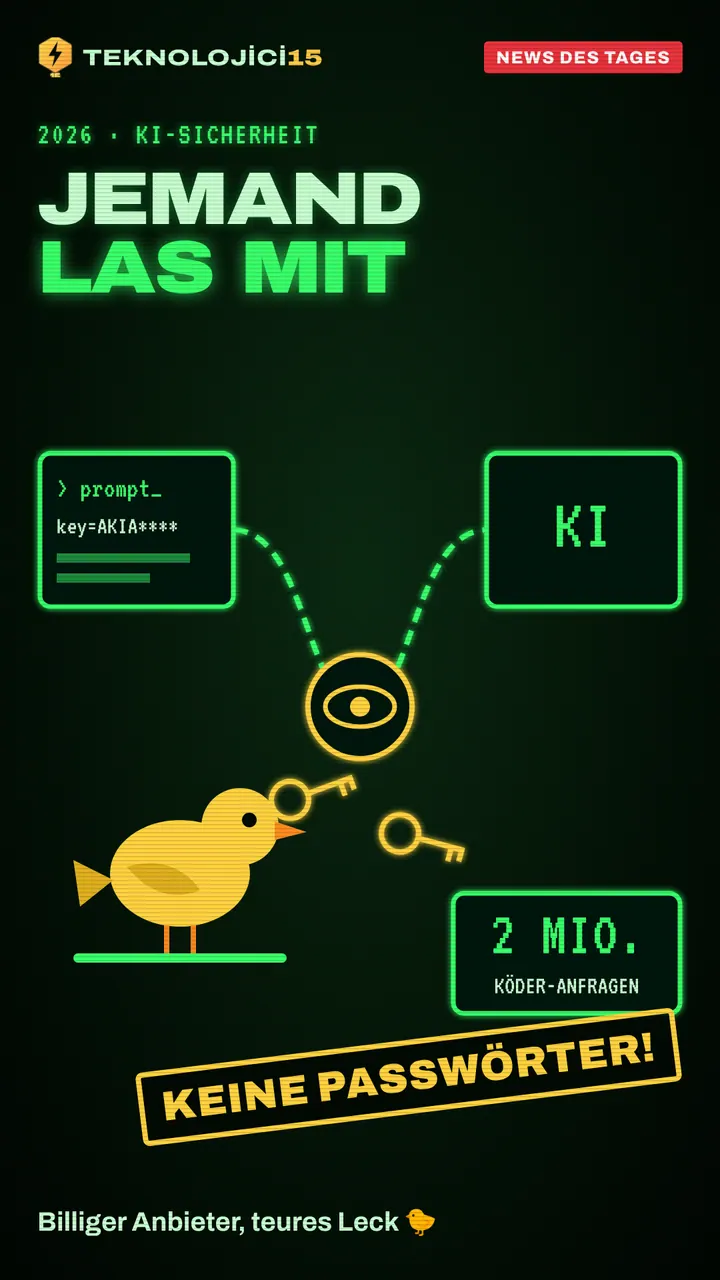 TEKNOLOJİCİ15
NEWS DES TAGES
2026 · KI-SICHERHEIT
JEMAND
LAS MIT
> prompt_
key=AKIA****
KI
2 MIO.
KÖDER-ANFRAGEN
KEINE PASSWÖRTER!
Billiger Anbieter, teures Leck 🐤